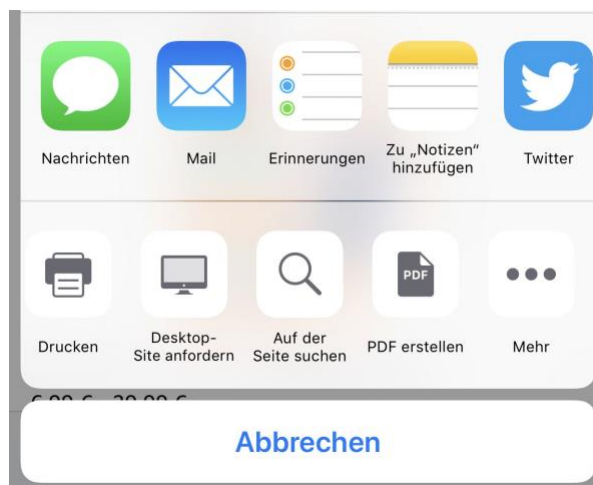 Nachrichten
Mail
Erinnerungen
Zu „Notizen“
hinzufügen
Twitter
PDF
Drucken
Desktop-
Site anfordern
Auf der
Seite suchen
PDF erstellen
Mehr
Abbrechen